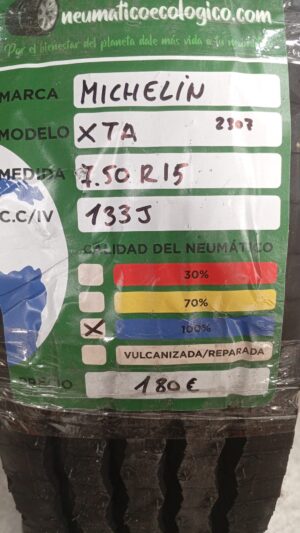 neumaticoecologico.com
Por el bienestar del planeta dale más vida a tu
MARCA MICHELIN
MODELO XTA 2307
MEDIDA 7.50 R15
C.C/IV 133J
CALIDAD DEL NEUMÁTICO
30%
70%
X 100%
VULCANIZADA/REPARADA
180€